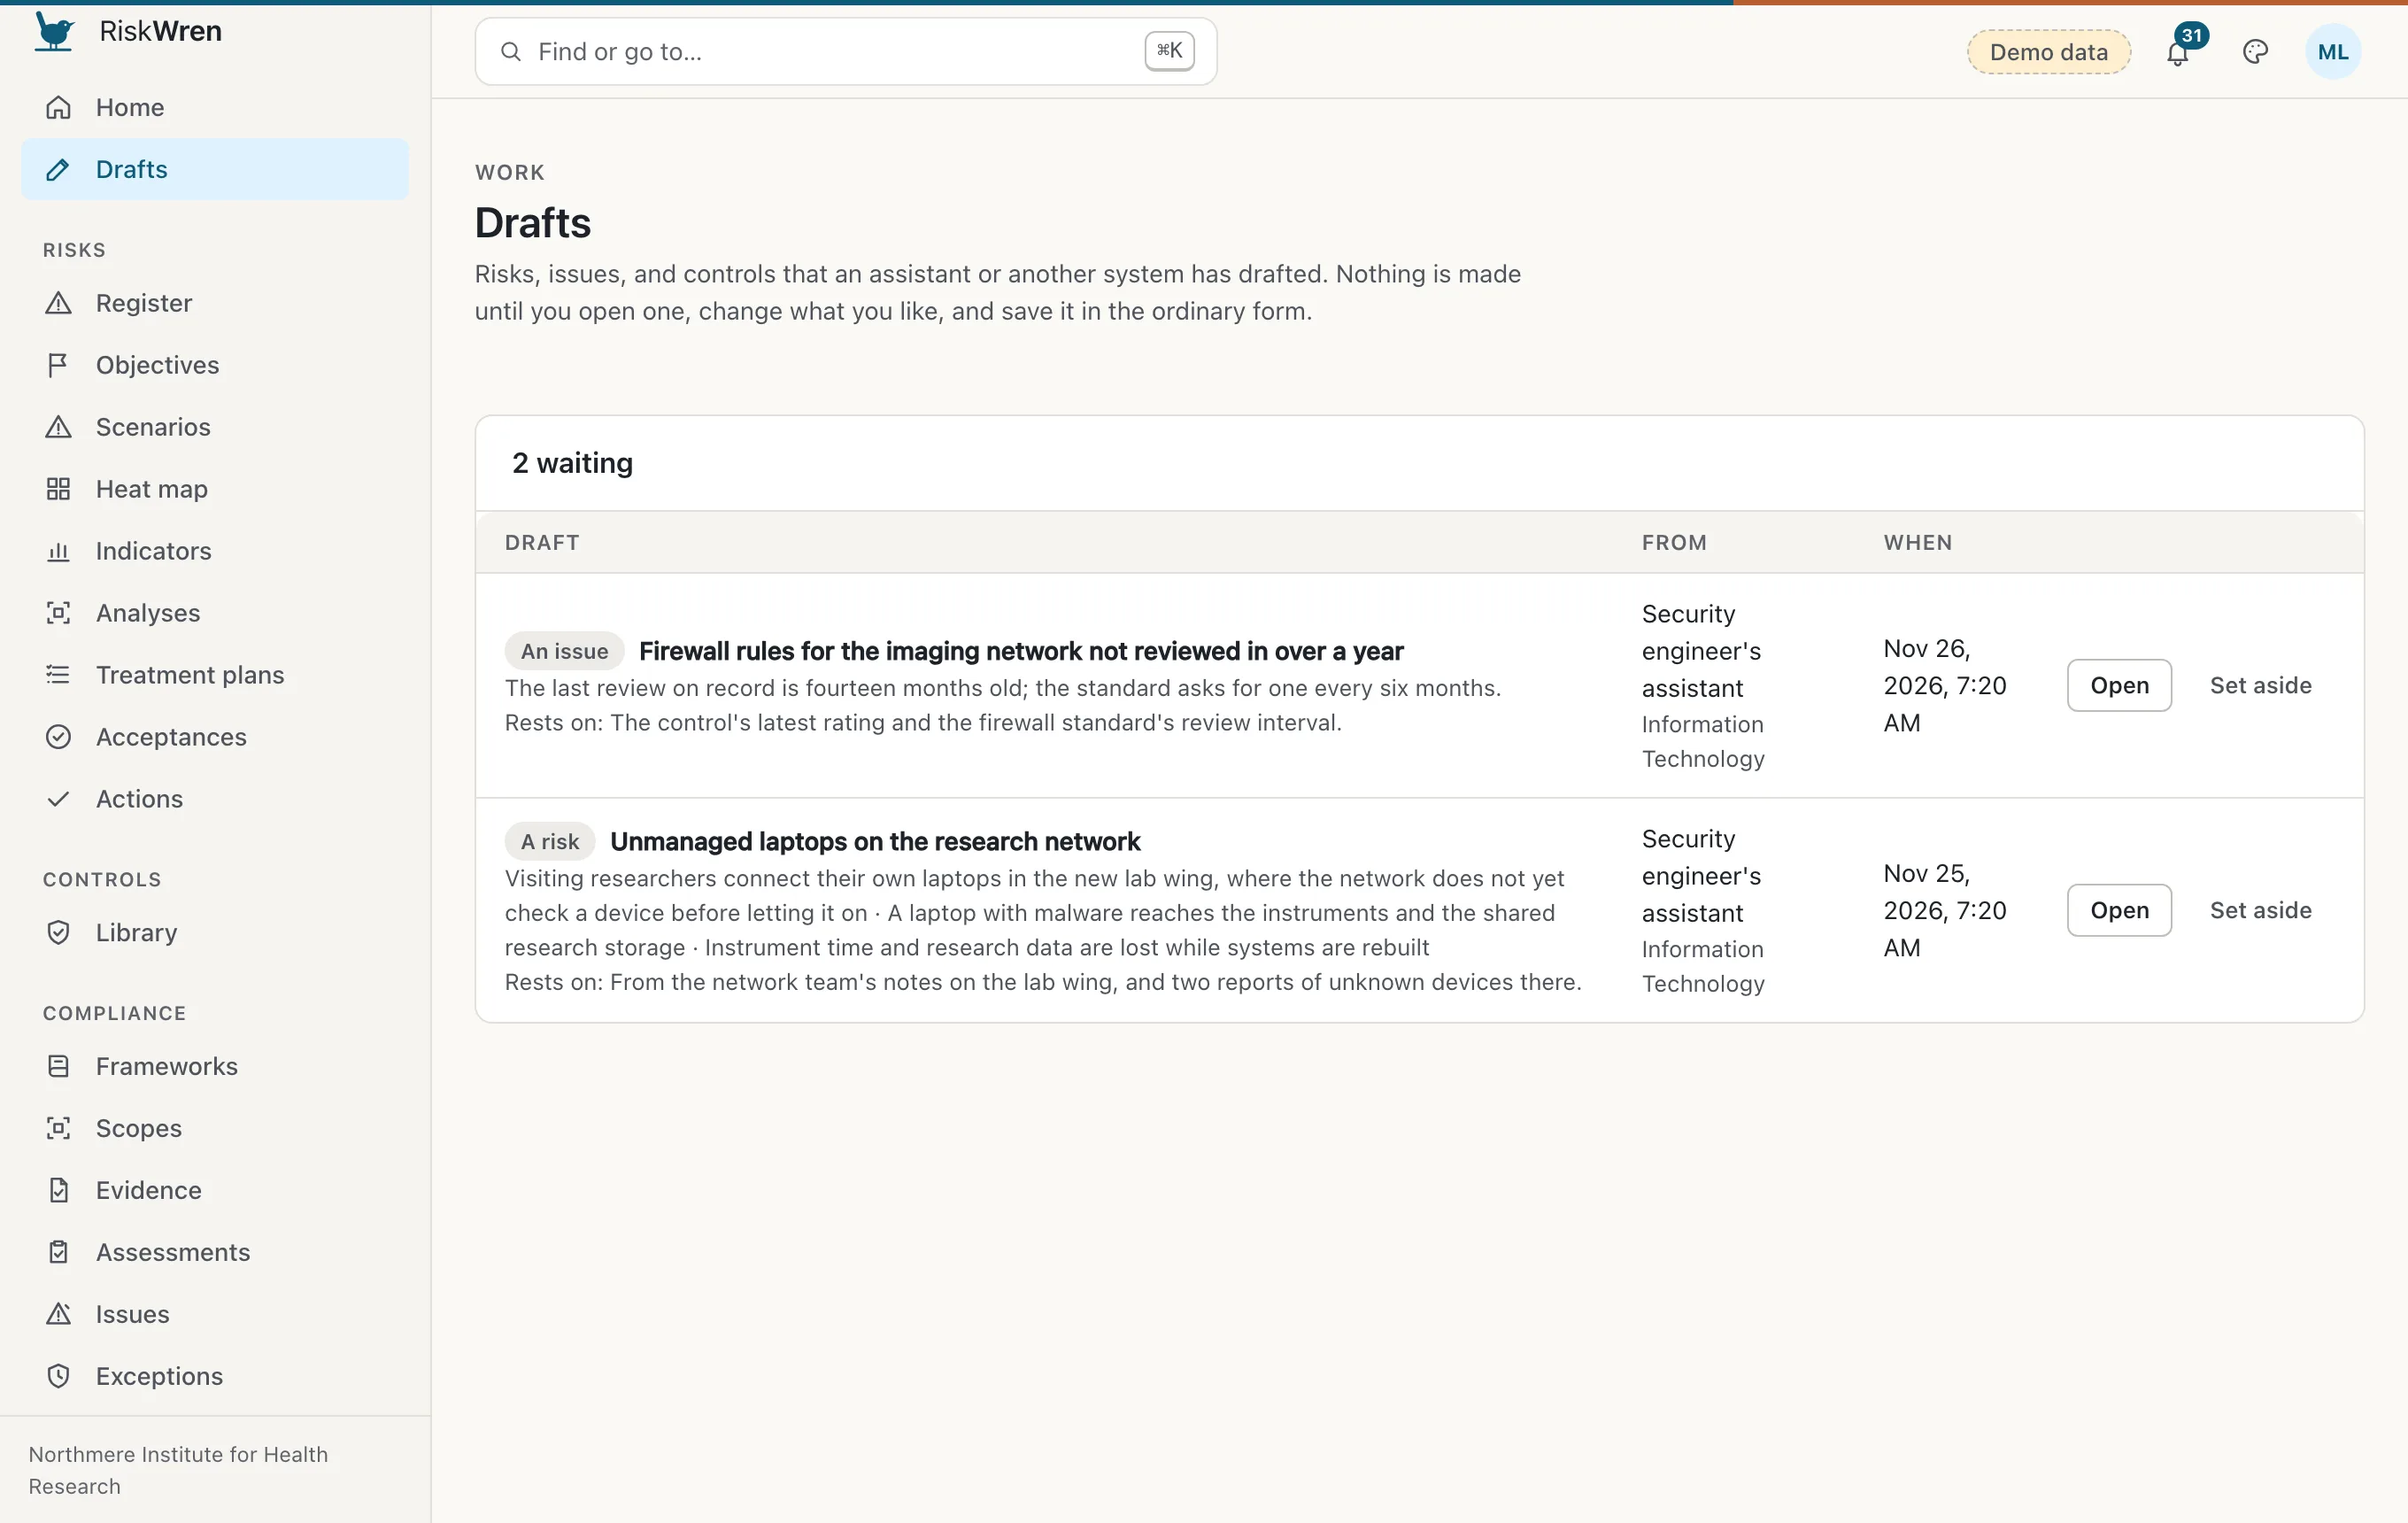 RiskWren
Find or go to...
⌘K
Demo data
31
ML
Home
Drafts
RISKS
Register
Objectives
Scenarios
Heat map
Indicators
Analyses
Treatment plans
Acceptances
Actions
CONTROLS
Library
COMPLIANCE
Frameworks
Scopes
Evidence
Assessments
Issues
Exceptions
Northmere Institute for Health
Research
WORK
Drafts
Risks, issues, and controls that an assistant or another system has drafted. Nothing is made
until you open one, change what you like, and save it in the ordinary form.
2 waiting
DRAFT FROM WHEN
An issue Firewall rules for the imaging network not reviewed in over a year
The last review on record is fourteen months old; the standard asks for one every six months.
Rests on: The control's latest rating and the firewall standard's review interval.
Security
engineer's
assistant
Information
Technology
Nov 26,
2026, 7:20
AM
Open
Set aside
A risk Unmanaged laptops on the research network
Visiting researchers connect their own laptops in the new lab wing, where the network does not yet
check a device before letting it on · A laptop with malware reaches the instruments and the shared
research storage · Instrument time and research data are lost while systems are rebuilt
Rests on: From the network team's notes on the lab wing, and two reports of unknown devices there.
Security
engineer's
assistant
Information
Technology
Nov 25,
2026, 7:20
AM
Open
Set aside